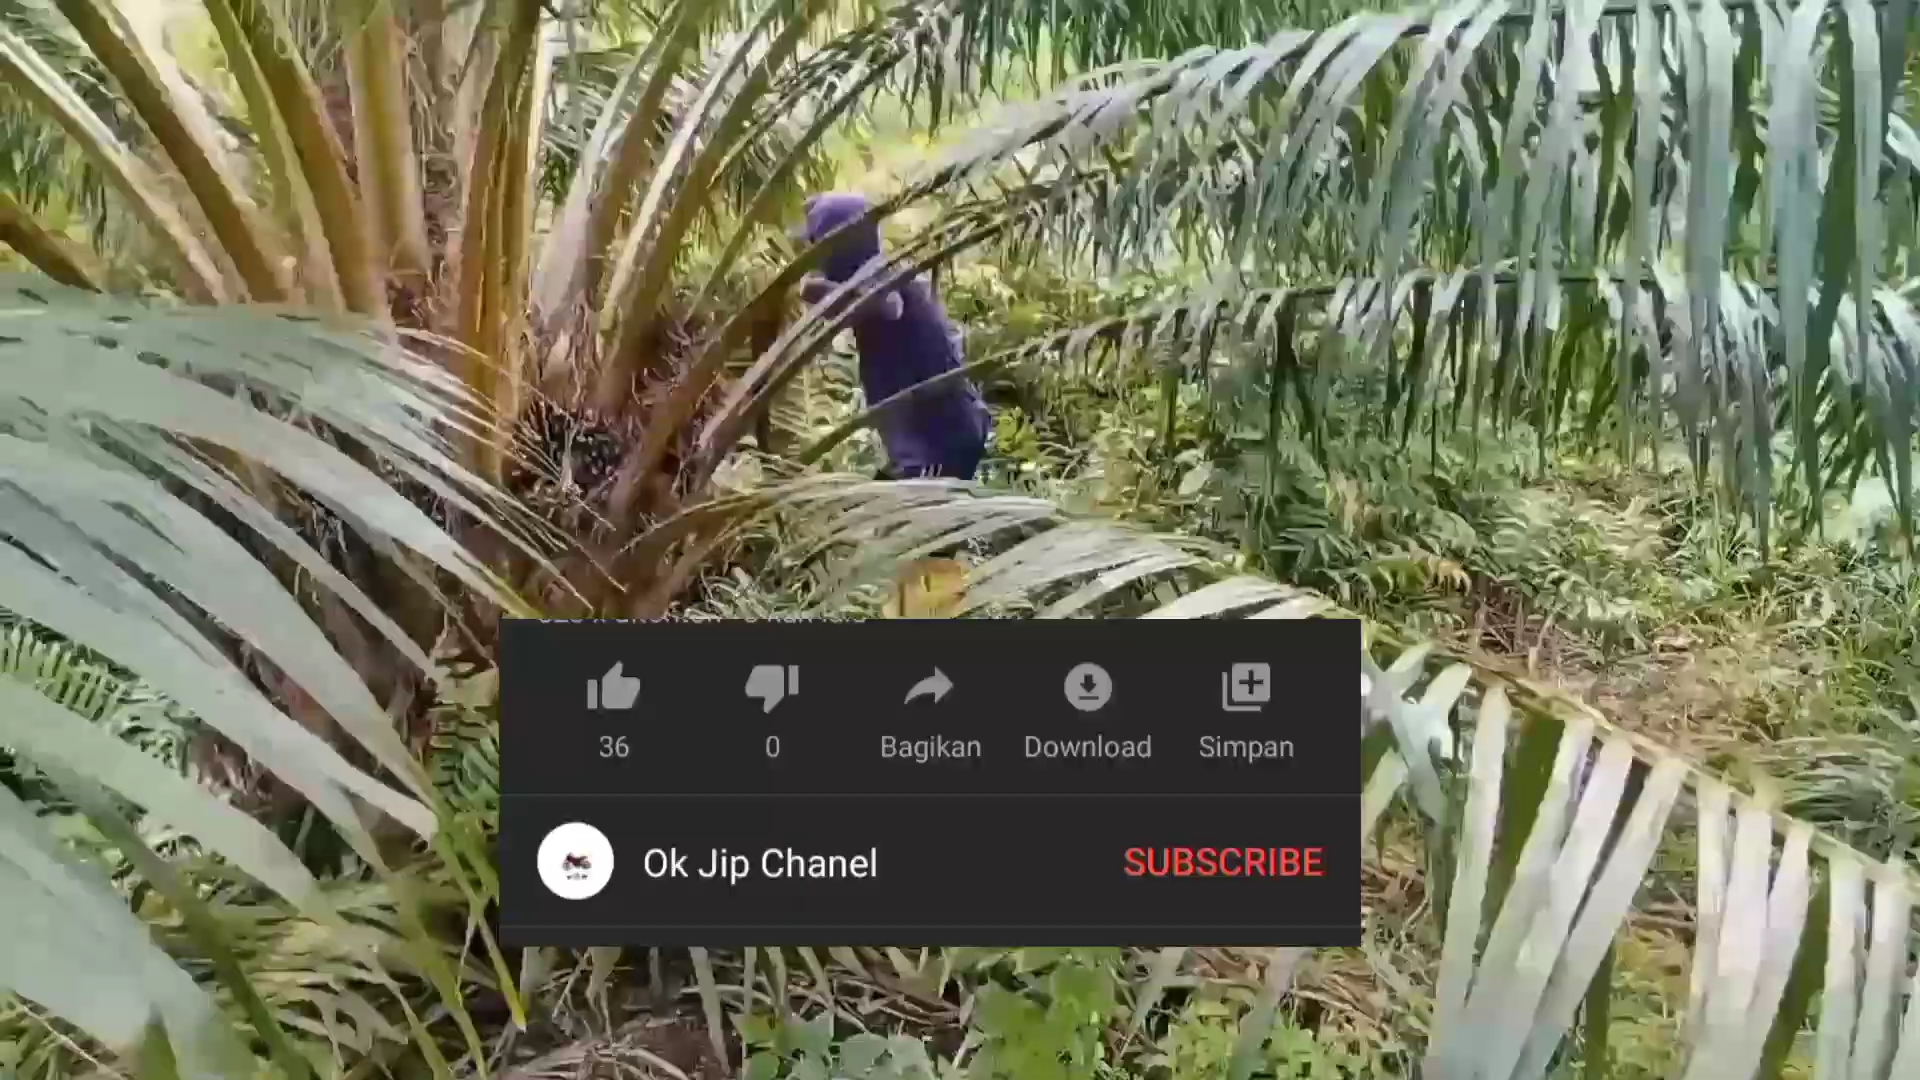 36
0
Bagikan
Download
Simpan
Ok Jip Chanel
SUBSCRIBE